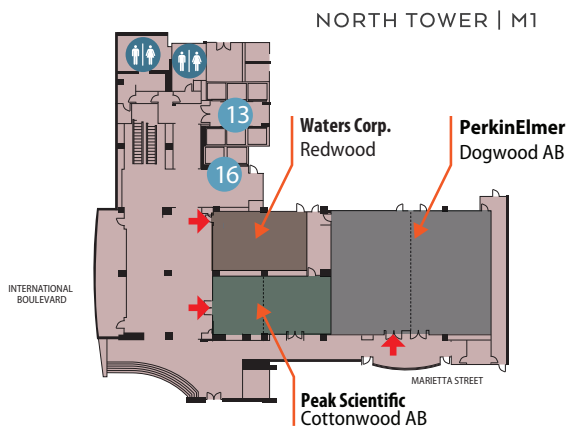 NORTH TOWER | M1
13
Waters Corp.
Redwood
PerkinElmer
Dogwood AB
16
INTERNATIONAL
BOULEVARD
MARIETTA STREET
Peak Scientific
Cottonwood AB